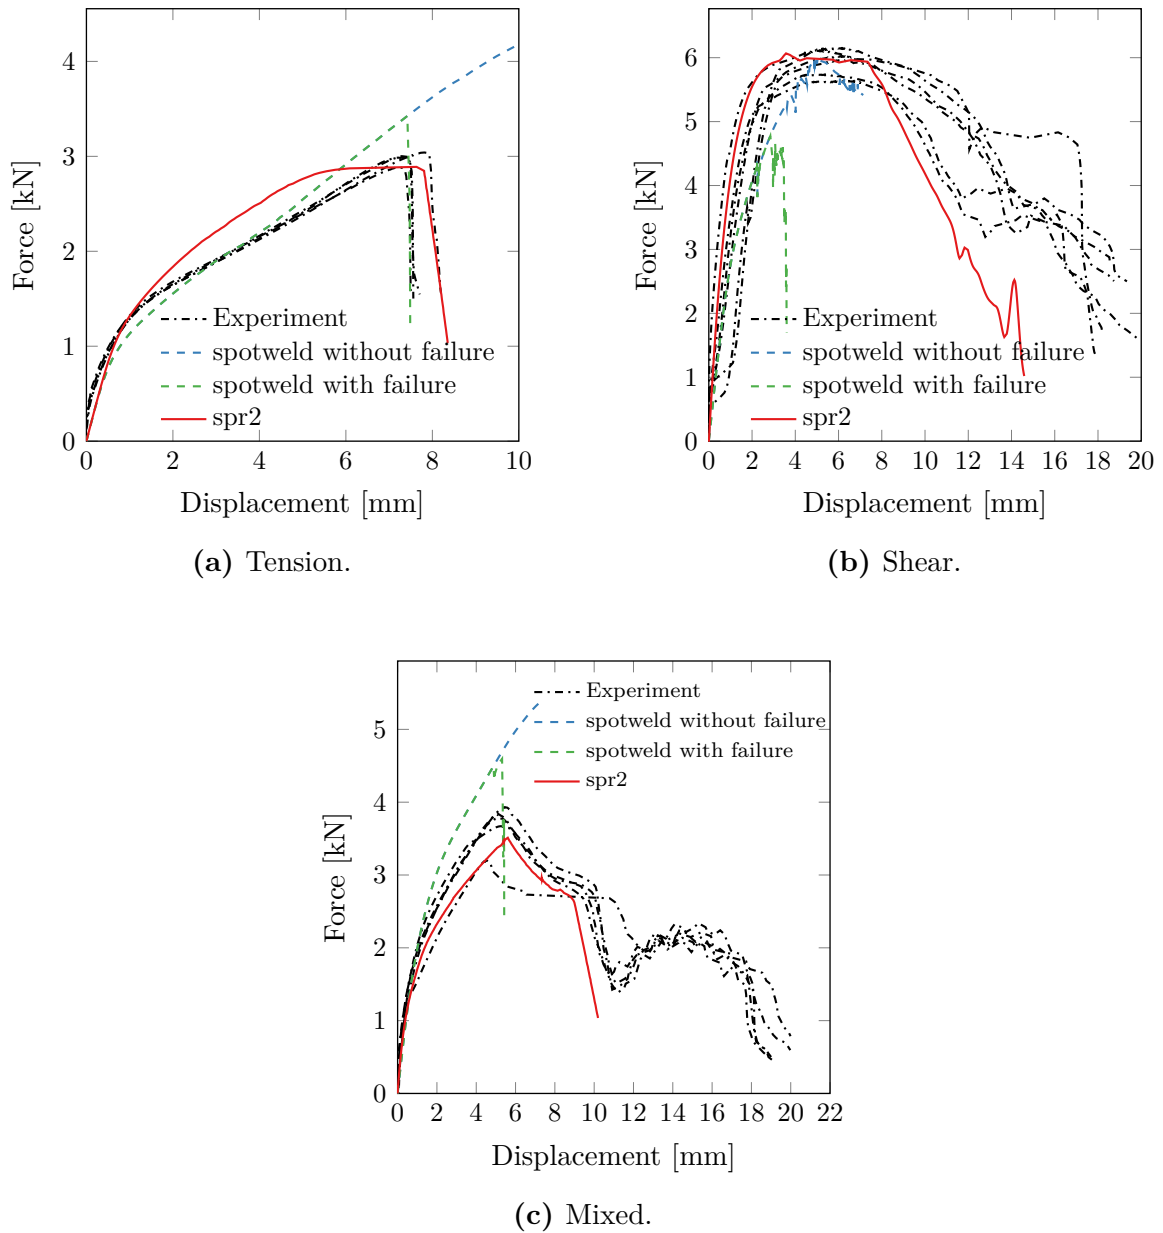 4
3
2
1
0
Force [kN]
Experiment
spotweld without failure
spotweld with failure
spr2
0 2 4 6 8 10
Displacement [mm]
(a) Tension.
6
5
4
3
2
1
0
Force [kN]
Experiment
spotweld without failure
spotweld with failure
spr2
0 2 4 6 8 10 12 14 16 18 20
Displacement [mm]
(b) Shear.
5
4
3
2
1
0
Force [kN]
Experiment
spotweld without failure
spotweld with failure
spr2
0 2 4 6 8 10 12 14 16 18 20 22
Displacement [mm]
(c) Mixed.